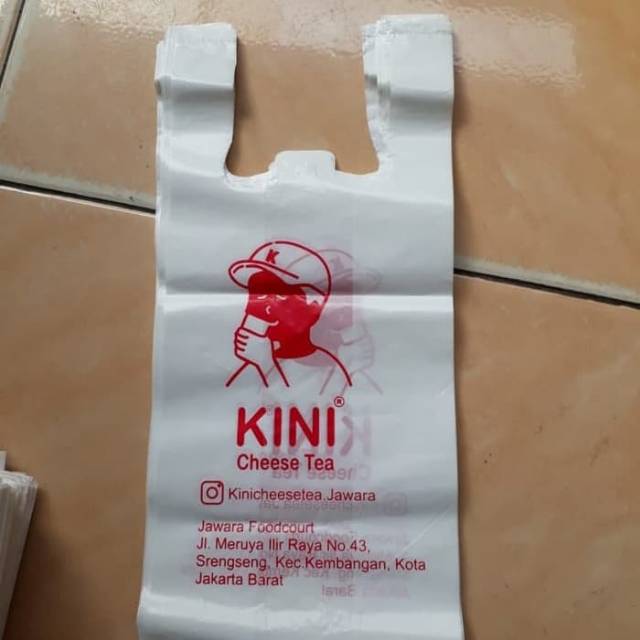 K
KINI®
Cheese Tea
Kinicheesetea.Jawara
Jawara Foodcourt
Jl. Meruya Ilir Raya No.43,
Srengseng, Kec.Kembangan, Kota
Jakarta Barat